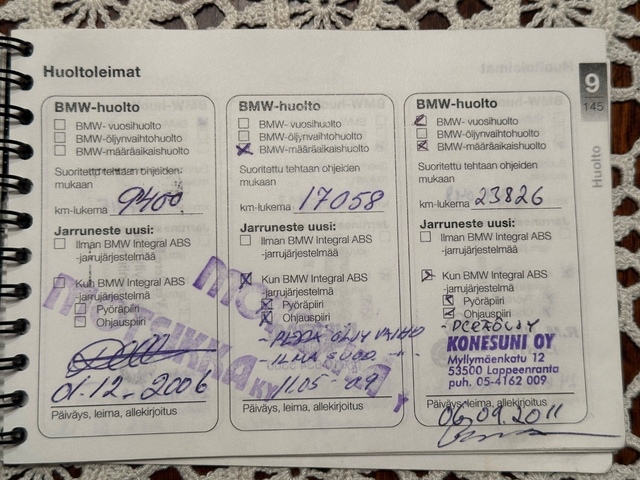 Huoltoleimat
BMW-huolto
BMW- vuosihuolto
BMW-öljynvaihtohuolto
BMW-määräaikaishuolto
Suoritettu tehtaan ohjeiden
mukaan
km-lukema 9400
Jarruneste uusi:
Ilman BMW Integral ABS
-jarrujärjestelmää
Kun BMW Integral ABS
-jarrujärjestelmä
Pyöräpiiri
Ohjauspiri
01.12-2006
Päiväys, leima, allekirjoitus
BMW-huolto
BMW- vuosihuolto
BMW-öljynvaihtohuolto
BMW-määräaikaishuolto
Suoritettu tehtaan ohjeiden
mukaan
km-lukema 17058
Jarruneste uusi:
Ilman BMW Integral ABS
-jarrujärjestelmää
Kun BMW Integral ABS
-jarrujärjestelmä
Pyöräpiiri
Ohjauspiiri
- ILMA SUOD. - " -
11.05 -09
Päiväys, leima, allekirjoitus
BMW-huolto
BMW- vuosihuolto
BMW-öljynvaihtohuolto
BMW-määräaikaishuolto
Suoritettu tehtaan ohjeiden
mukaan
km-lukema 23826
Jarruneste uusi:
Ilman BMW Integral ABS
-jarrujärjestelmää
Kun BMW Integral ABS
-jarrujärjestelmä
Pyöräpiiri
Ohjauspiiri
- PERÄÖLJY
KONESUNI OY
Myllymäenkatu 12
53500 Lappeenranta
puh. 05-4162 009
06.09.2011
Päiväys, leima, allekirjoitus
9
145
Huolto